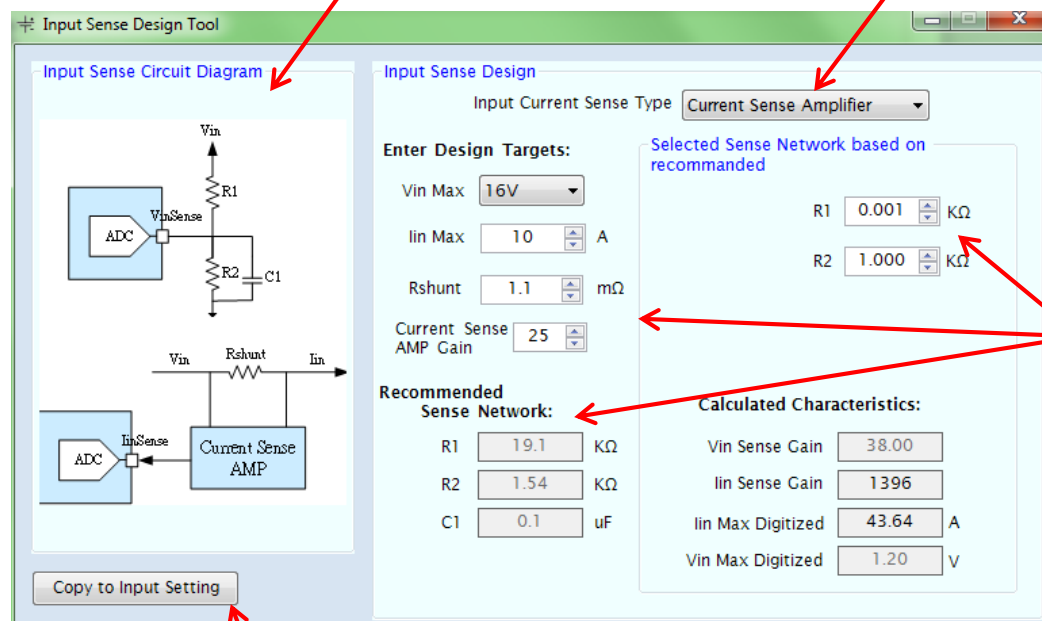 Input Sense Design Tool
Input Sense Circuit Diagram
Vin
R1
VinSense
ADC
R2
C1
Vin
Rshunt
Iin
IinSense
ADC
Current Sense
AMP
Copy to Input Setting
Input Sense Design
Input Current Sense Type Current Sense Amplifier
Enter Design Targets:
Vin Max 16V
Iin Max 10 A
Rshunt 1.1 mΩ
Current Sense
AMP Gain 25
Recommended
Sense Network:
R1 19.1 KΩ
R2 1.54 KΩ
C1 0.1 uF
Selected Sense Network based on
recommanded
R1 0.001 KΩ
R2 1.000 KΩ
Calculated Characteristics:
Vin Sense Gain 38.00
Iin Sense Gain 1396
Iin Max Digitized 43.64 A
Vin Max Digitized 1.20 V